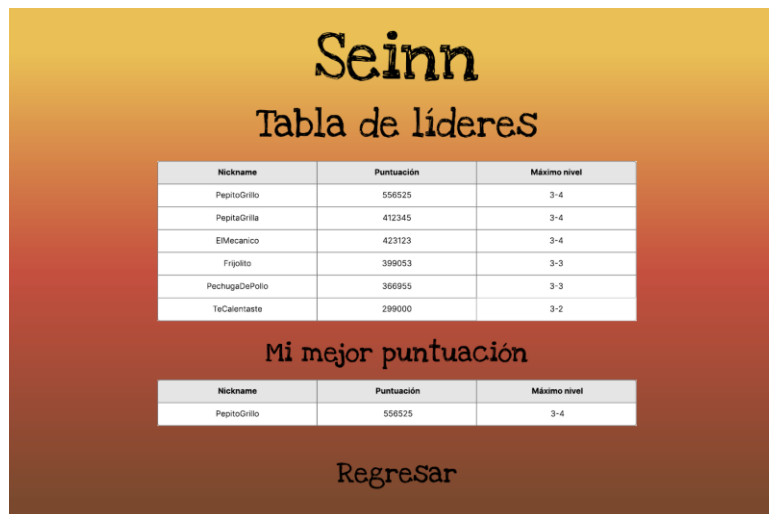 Seinn
Tabla de líderes
Nickname Puntuación Máximo nivel
PepitoGrillo 556525 3-4
PepitaGrilla 412345 3-4
ElMecanico 423123 3-4
Frijolito 399053 3-3
PechugaDePollo 366955 3-3
TeCalentaste 299000 3-2
Mi mejor puntuación
Nickname Puntuación Máximo nivel
PepitoGrillo 556525 3-4
Regresar